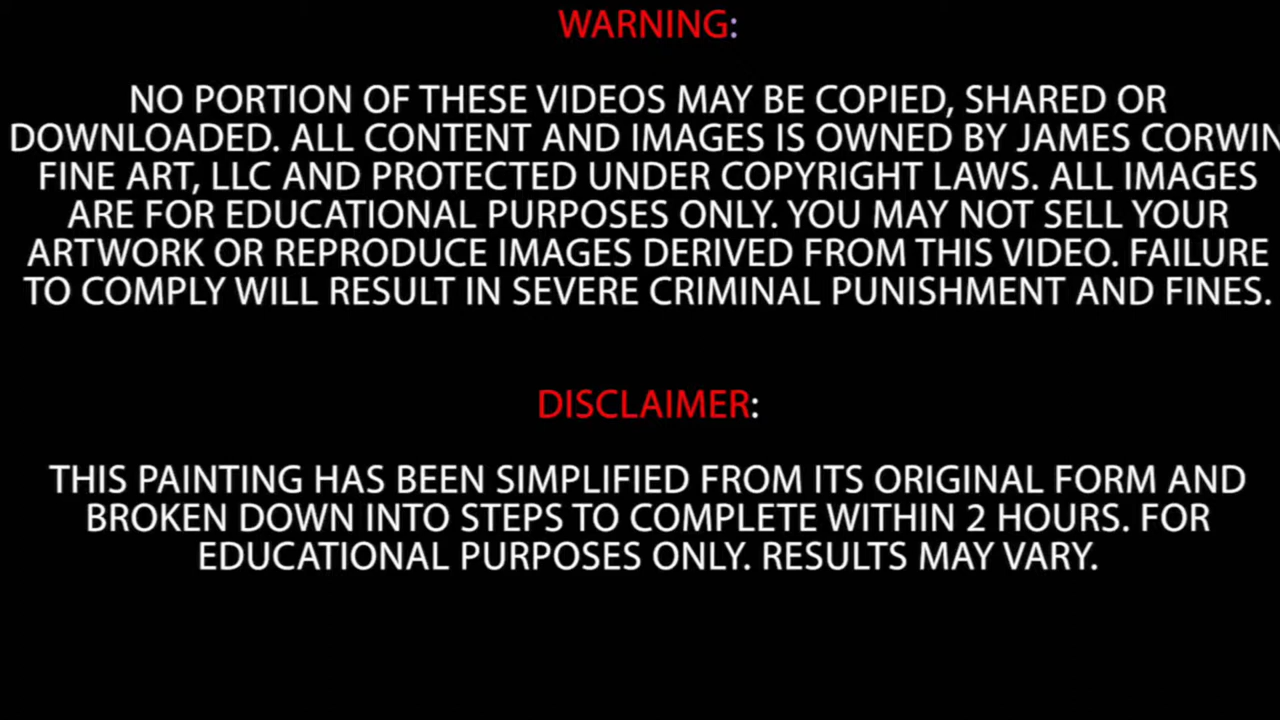 WARNING:
NO PORTION OF THESE VIDEOS MAY BE COPIED, SHARED OR
DOWNLOADED. ALL CONTENT AND IMAGES IS OWNED BY JAMES CORWIN
FINE ART, LLC AND PROTECTED UNDER COPYRIGHT LAWS. ALL IMAGES
ARE FOR EDUCATIONAL PURPOSES ONLY. YOU MAY NOT SELL YOUR
ARTWORK OR REPRODUCE IMAGES DERIVED FROM THIS VIDEO. FAILURE
TO COMPLY WILL RESULT IN SEVERE CRIMINAL PUNISHMENT AND FINES.
DISCLAIMER:
THIS PAINTING HAS BEEN SIMPLIFIED FROM ITS ORIGINAL FORM AND
BROKEN DOWN INTO STEPS TO COMPLETE WITHIN 2 HOURS. FOR
EDUCATIONAL PURPOSES ONLY. RESULTS MAY VARY.